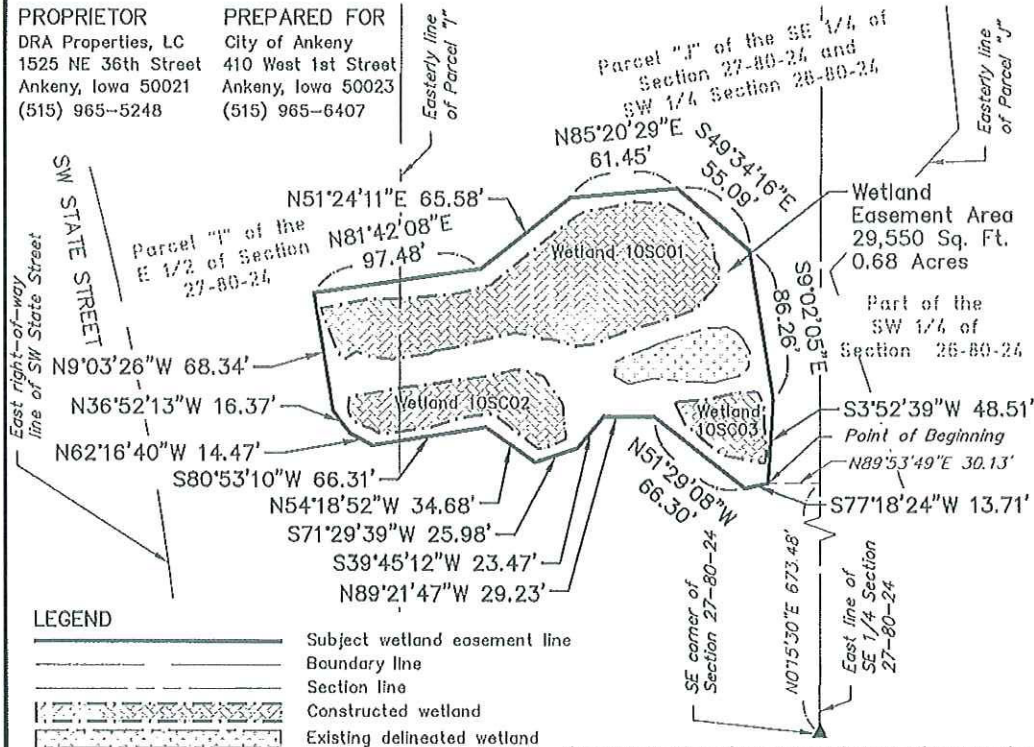 PROPRIETOR
DRA Properties, LC
1525 NE 36th Street
Ankeny, Iowa 50021
(515) 965-5248
PREPARED FOR
City of Ankeny
410 West 1st Street
Ankeny, Iowa 50023
(515) 965-6407
Easterly line
of Parcel "I"
Parcel "J" of the SE 1/4 of
Section 27-80-24 and
SW 1/4 Section 26-80-24
Easterly line
of Parcel "J"
N85°20'29"E
61.45'
S49°34'16"E
55.09'
N51°24'11"E 65.58'
N81°42'08"E
97.48'
SW STATE STREET
East right-of-way
line of SW State Street
Parcel "I" of the
E 1/2 of Section
27-80-24
Wetland 10SC01
Wetland
Easement Area
29,550 Sq. Ft.
0.68 Acres
S9°02'05"E
86.26'
Part of the
SW 1/4 of
Section 26-80-24
N9°03'26"W 68.34'
N36°52'13"W 16.37'
N62°16'40"W 14.47'
Wetland 10SC02
Wetland
10SC03
S3°52'39"W 48.51'
Point of Beginning
N89°53'49"E 30.13'
S77°18'24"W 13.71'
S80°53'10"W 66.31'
N54°18'52"W 34.68'
S71°29'39"W 25.98'
S39°45'12"W 23.47'
N89°21'47"W 29.23'
N51°29'08"W
66.30'
SE corner of
Section 27-80-24
N0°15'30"E 673.48'
East line of
SE 1/4 Section
27-80-24
LEGEND
Subject wetland easement line
Boundary line
Section line
Constructed wetland
Existing delineated wetland